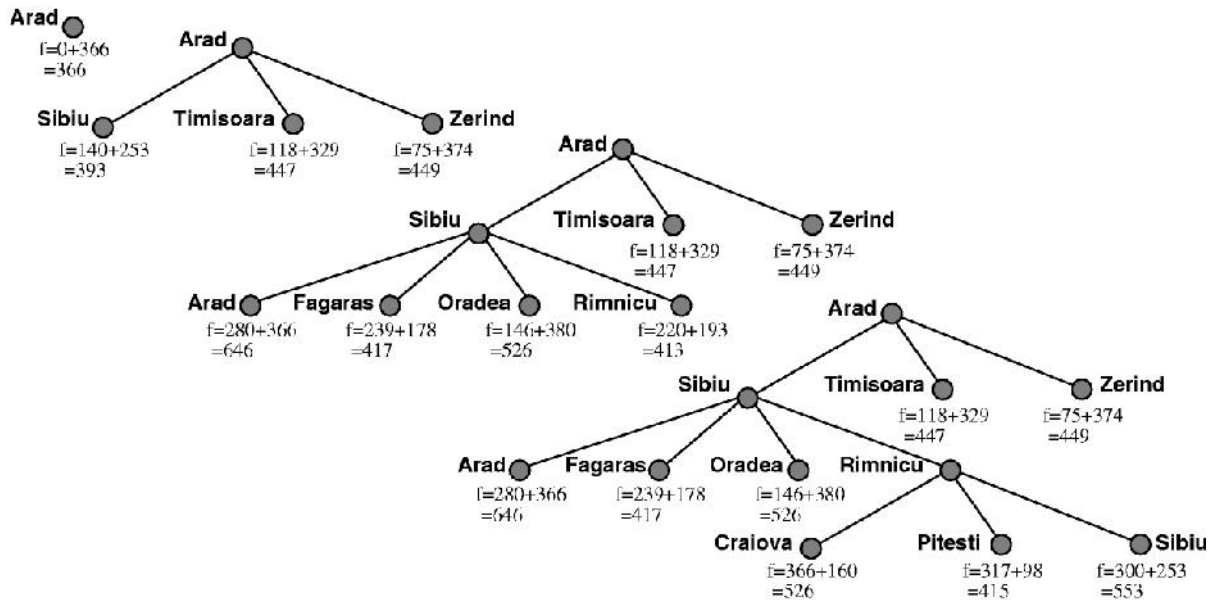 Arad
f=0+366
=366
Arad
Sibiu
f=140+253
=393
Timisoara
f=118+329
=447
Zerind
f=75+374
=449
Arad
Sibiu
Timisoara
f=118+329
=447
Zerind
f=75+374
=449
Arad
f=280+366
=646
Fagaras
f=239+178
=417
Oradea
f=146+380
=526
Rimnicu
f=220+193
=413
Arad
Sibiu
Timisoara
f=118+329
=447
Zerind
f=75+374
=449
Arad
f=280+366
=646
Fagaras
f=239+178
=417
Oradea
f=146+380
=526
Rimnicu
Craiova
f=366+160
=526
Pitesti
f=317+98
=415
Sibiu
f=300+253
=553